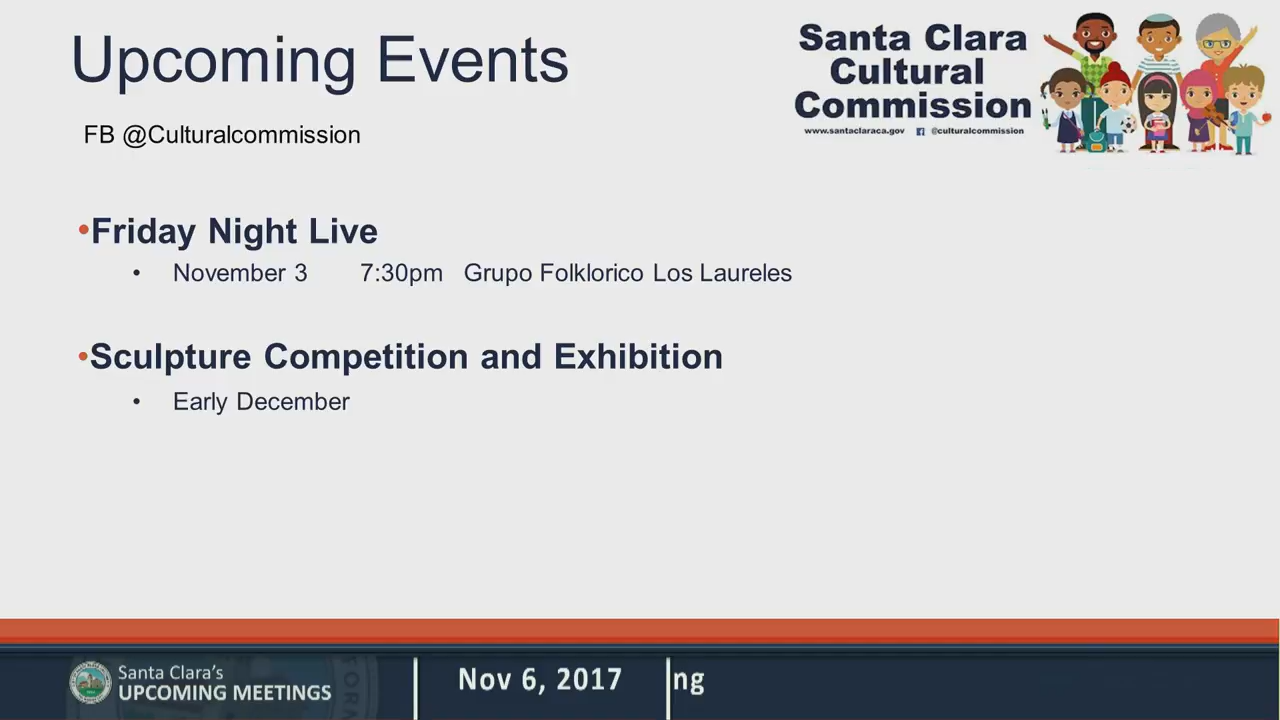 Upcoming Events
Santa Clara
Cultural
Commission
www.santaclaraca.gov @culturalcommission
FB @Culturalcommission
•Friday Night Live
• November 3 7:30pm Grupo Folklorico Los Laureles
•Sculpture Competition and Exhibition
• Early December
Santa Clara's
UPCOMING MEETINGS
Nov 6, 2017
ng